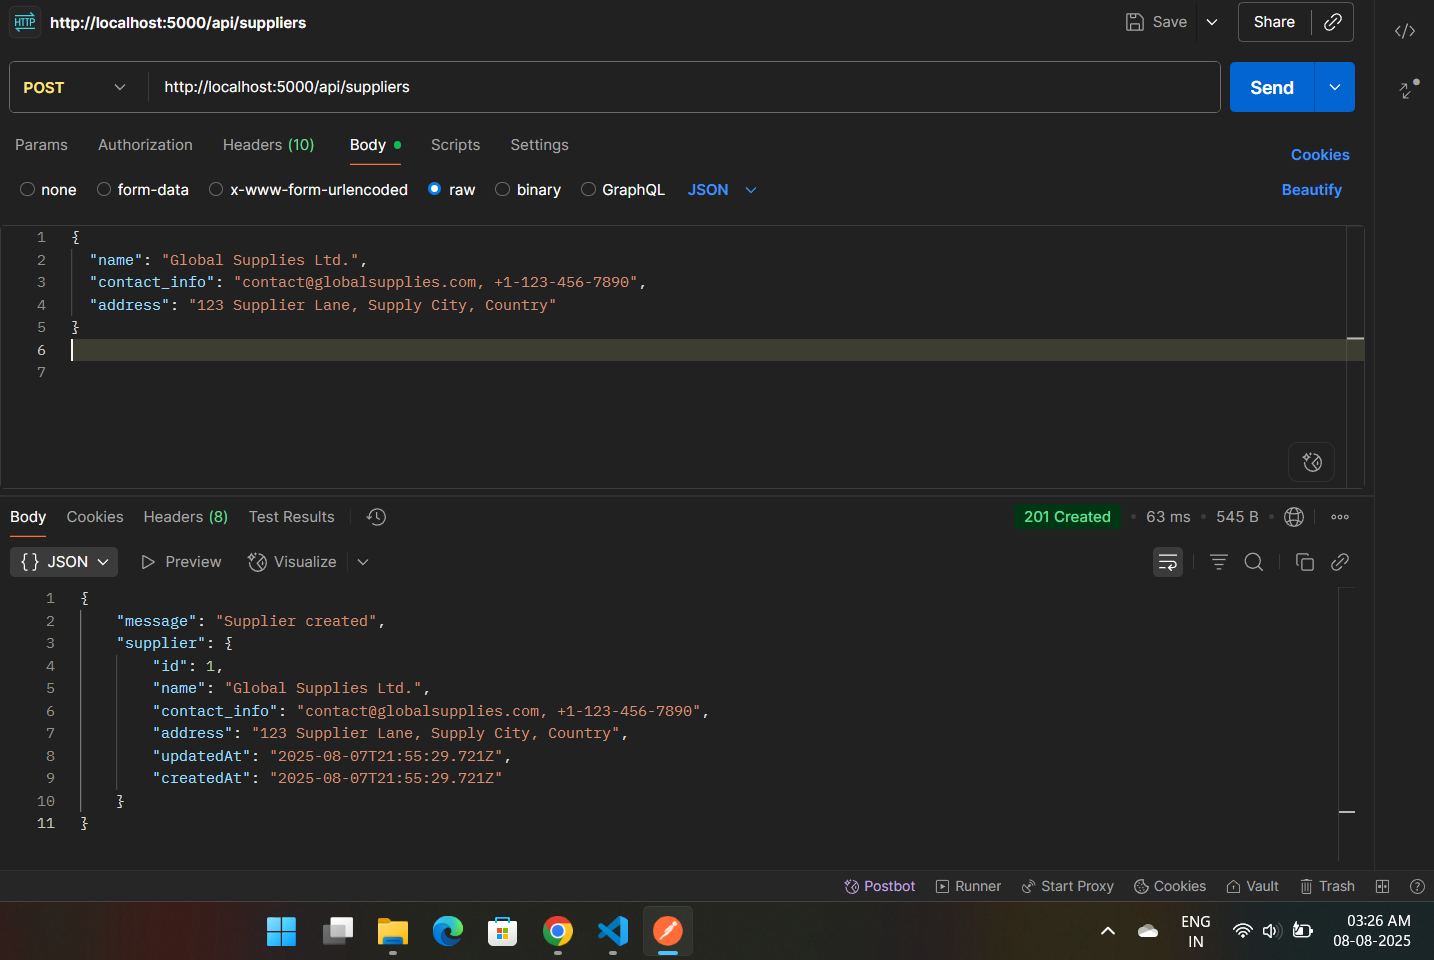 HTTP http://localhost:5000/api/suppliers Save Share
POST http://localhost:5000/api/suppliers Send
Params Authorization Headers (10) Body Scripts Settings Cookies
none form-data x-www-form-urlencoded raw binary GraphQL JSON Beautify
1 {
2 "name": "Global Supplies Ltd.",
3 "contact_info": "contact@globalsupplies.com, +1-123-456-7890",
4 "address": "123 Supplier Lane, Supply City, Country"
5 }
6
7
Body Cookies Headers (8) Test Results 201 Created • 63 ms • 545 B •
{} JSON Preview Visualize
1 {
2 "message": "Supplier created",
3 "supplier": {
4 "id": 1,
5 "name": "Global Supplies Ltd.",
6 "contact_info": "contact@globalsupplies.com, +1-123-456-7890",
7 "address": "123 Supplier Lane, Supply City, Country",
8 "updatedAt": "2025-08-07T21:55:29.721Z",
9 "createdAt": "2025-08-07T21:55:29.721Z"
10 }
11 }
Postbot Runner Start Proxy Cookies Vault Trash
ENG 03:26 AM
IN 08-08-2025